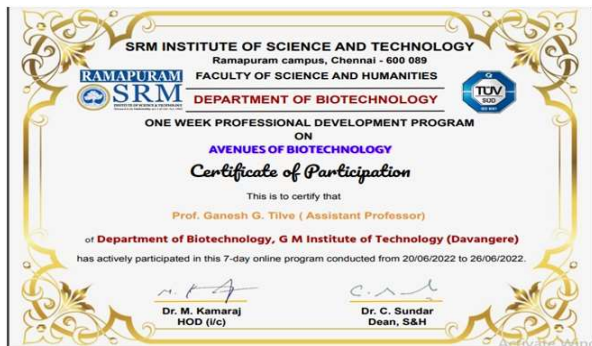 SRM INSTITUTE OF SCIENCE AND TECHNOLOGY
Ramapuram campus, Chennai - 600 089
RAMAPURAM
SRM
FACULTY OF SCIENCE AND HUMANITIES
TÜV
SÜD
DEPARTMENT OF BIOTECHNOLOGY
ONE WEEK PROFESSIONAL DEVELOPMENT PROGRAM
ON
AVENUES OF BIOTECHNOLOGY
Certificate of Participation
This is to certify that
Prof. Ganesh G. Tilve ( Assistant Professor)
of Department of Biotechnology, G M Institute of Technology (Davangere)
has actively participated in this 7-day online program conducted from 20/06/2022 to 26/06/2022.
Dr. M. Kamaraj
HOD (i/c)
Dr. C. Sundar
Dean, S&H